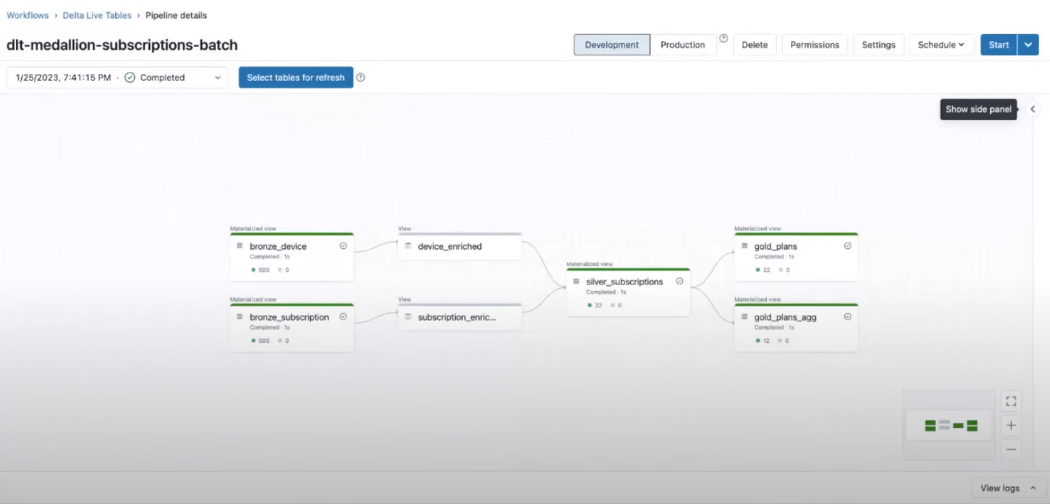 Workflows › Delta Live Tables › Pipeline details
dlt-medallion-subscriptions-batch
Development Production ? Delete Permissions Settings Schedule Start
1/25/2023, 7:41:15 PM · Completed Select tables for refresh ?
Show side panel
Materialized view
bronze_device
Completed · 1s
500 0
View
device_enriched
Materialized view
bronze_subscription
Completed · 1s
500 0
View
subscription_enric...
Materialized view
silver_subscriptions
Completed · 1s
22 0
Materialized view
gold_plans
Completed · 1s
22 0
Materialized view
gold_plans_agg
Completed · 1s
12 0
View logs